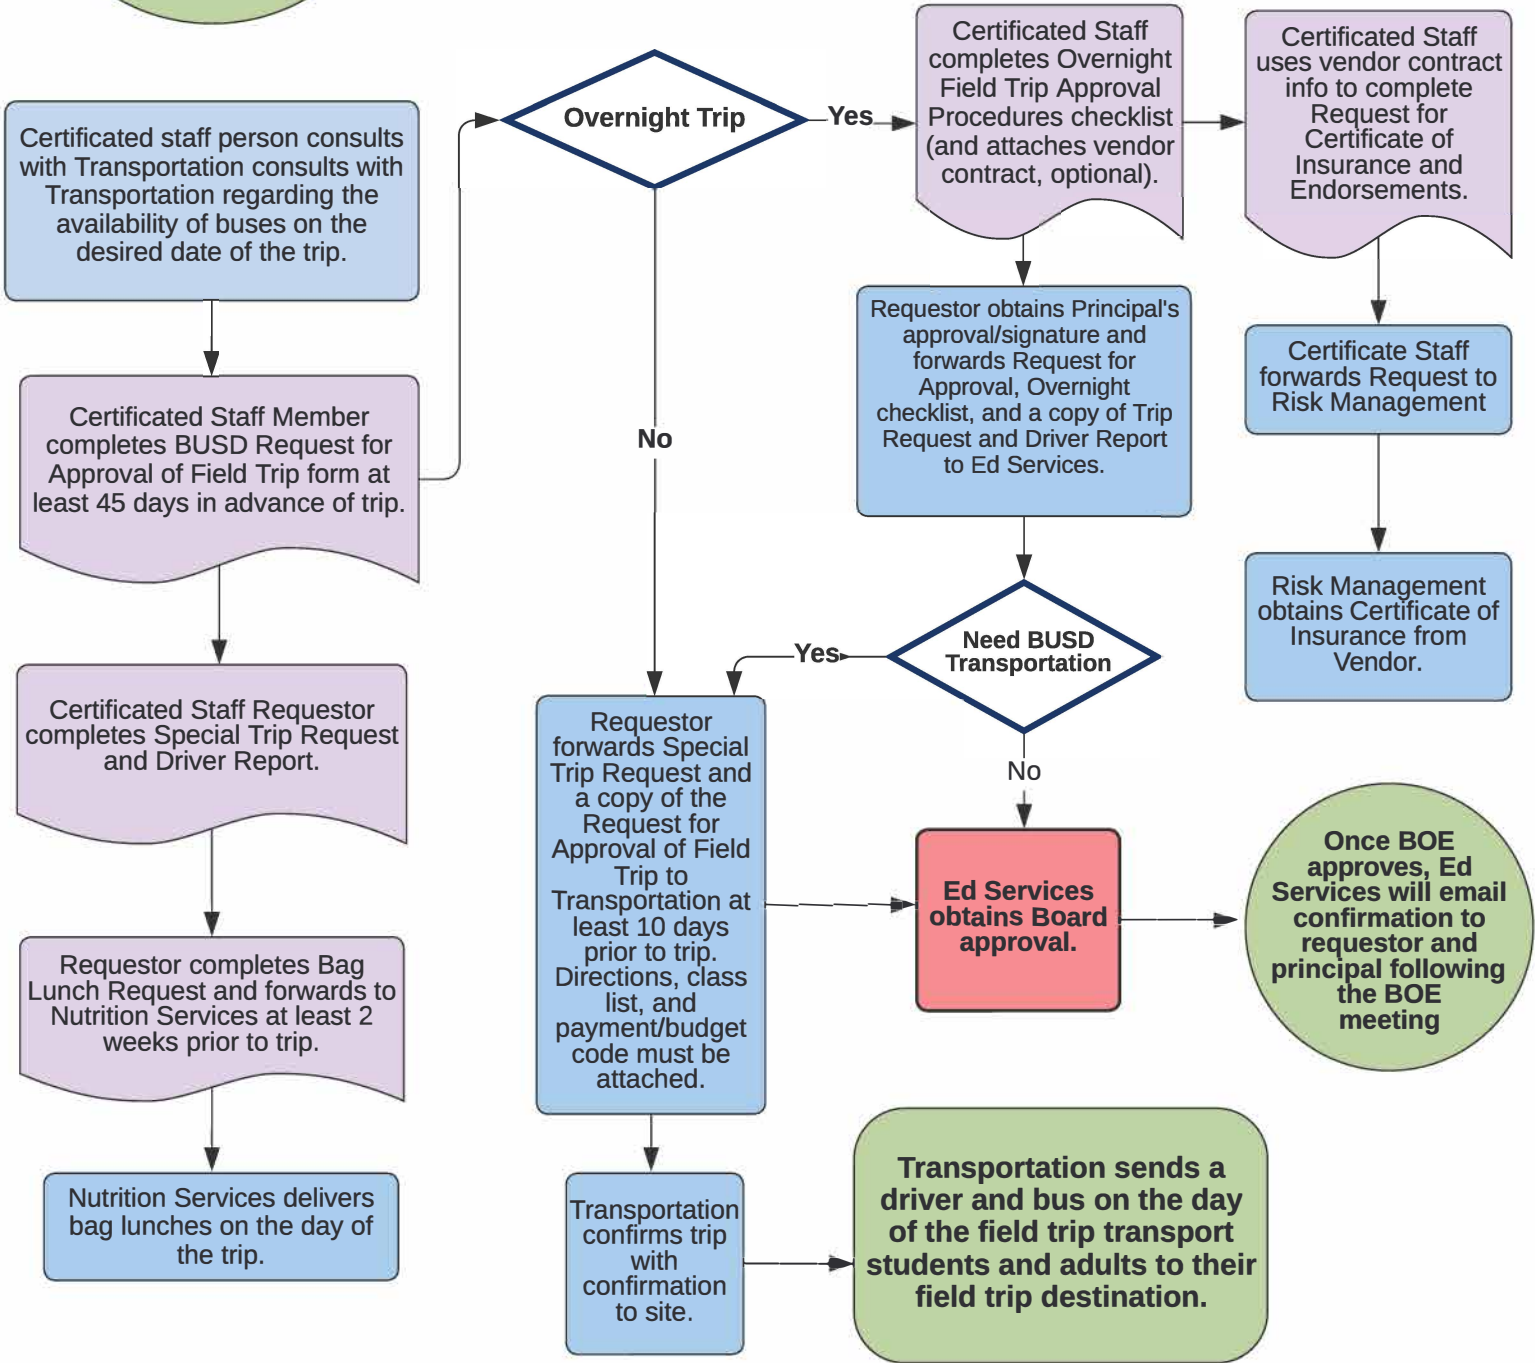 Certificated staff person consults
with Transportation consults with
Transportation regarding the
availability of buses on the
desired date of the trip.
Certificated Staff Member
completes BUSD Request for
Approval of Field Trip form at
least 45 days in advance of trip.
Certificated Staff Requestor
completes Special Trip Request
and Driver Report.
Requestor completes Bag
Lunch Request and forwards to
Nutrition Services at least 2
weeks prior to trip.
Nutrition Services delivers
bag lunches on the day of
the trip.
Overnight Trip
Yes
No
Certificated Staff
completes Overnight
Field Trip Approval
Procedures checklist
(and attaches vendor
contract, optional).
Certificated Staff
uses vendor contract
info to complete
Request for
Certificate of
Insurance and
Endorsements.
Requestor obtains Principal's
approval/signature and
forwards Request for
Approval, Overnight
checklist, and a copy of Trip
Request and Driver Report
to Ed Services.
Certificate Staff
forwards Request to
Risk Management
Risk Management
obtains Certificate of
Insurance from
Vendor.
Need BUSD
Transportation
Yes
No
Requestor
forwards Special
Trip Request and
a copy of the
Request for
Approval of Field
Trip to
Transportation at
least 10 days
prior to trip.
Directions, class
list, and
payment/budget
code must be
attached.
Ed Services
obtains Board
approval.
Once BOE
approves, Ed
Services will email
confirmation to
requestor and
principal following
the BOE
meeting
Transportation
confirms trip
with
confirmation
to site.
Transportation sends a
driver and bus on the day
of the field trip transport
students and adults to their
field trip destination.